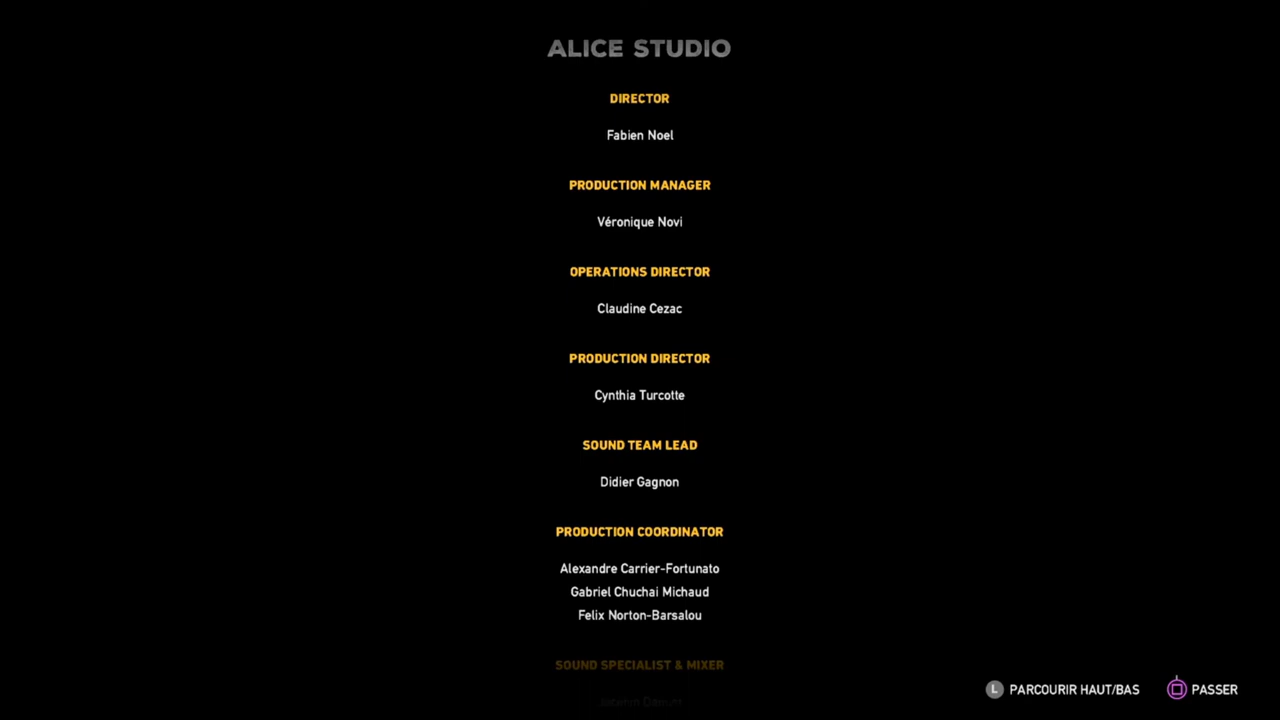 ALICE STUDIO
DIRECTOR
Fabien Noel
PRODUCTION MANAGER
Véronique Novi
OPERATIONS DIRECTOR
Claudine Cezac
PRODUCTION DIRECTOR
Cynthia Turcotte
SOUND TEAM LEAD
Didier Gagnon
PRODUCTION COORDINATOR
Alexandre Carrier-Fortunato
Gabriel Chuchai Michaud
Felix Norton-Barsalou
SOUND SPECIALIST & MIXER
L PARCOURIR HAUT/BAS PASSER